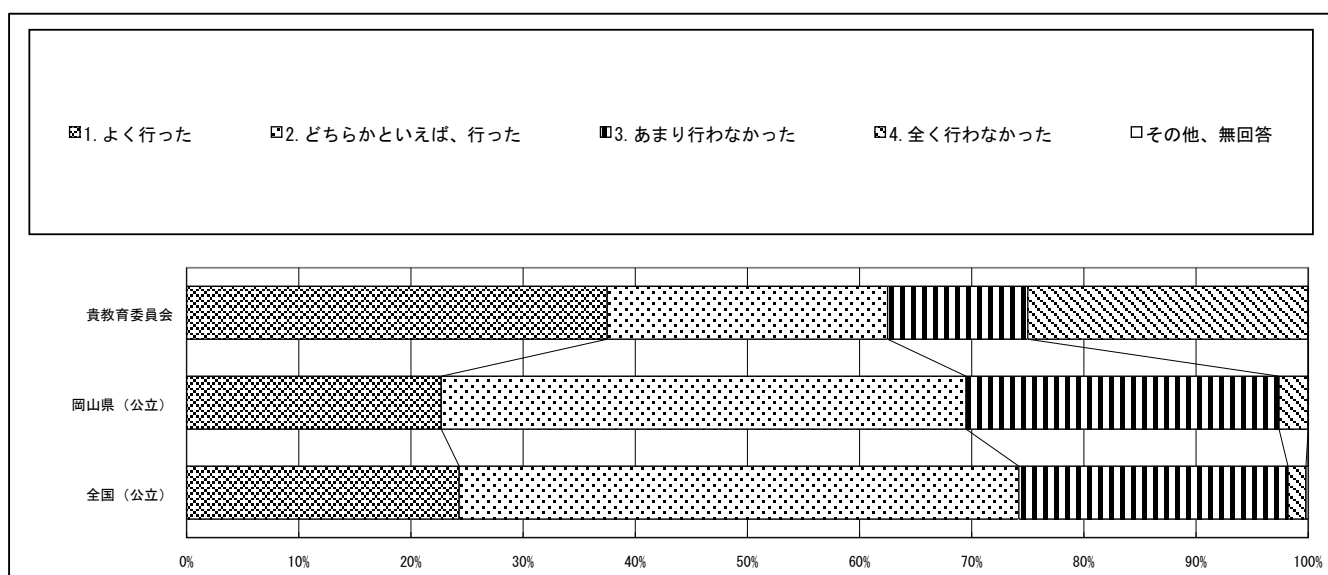 1. よく行った 2. どちらかといえば、行った 3. あまり行わなかった 4. 全く行わなかった その他、無回答
貴教育委員会
岡山県（公立）
全国（公立）
0% 10% 20% 30% 40% 50% 60% 70% 80% 90% 100%